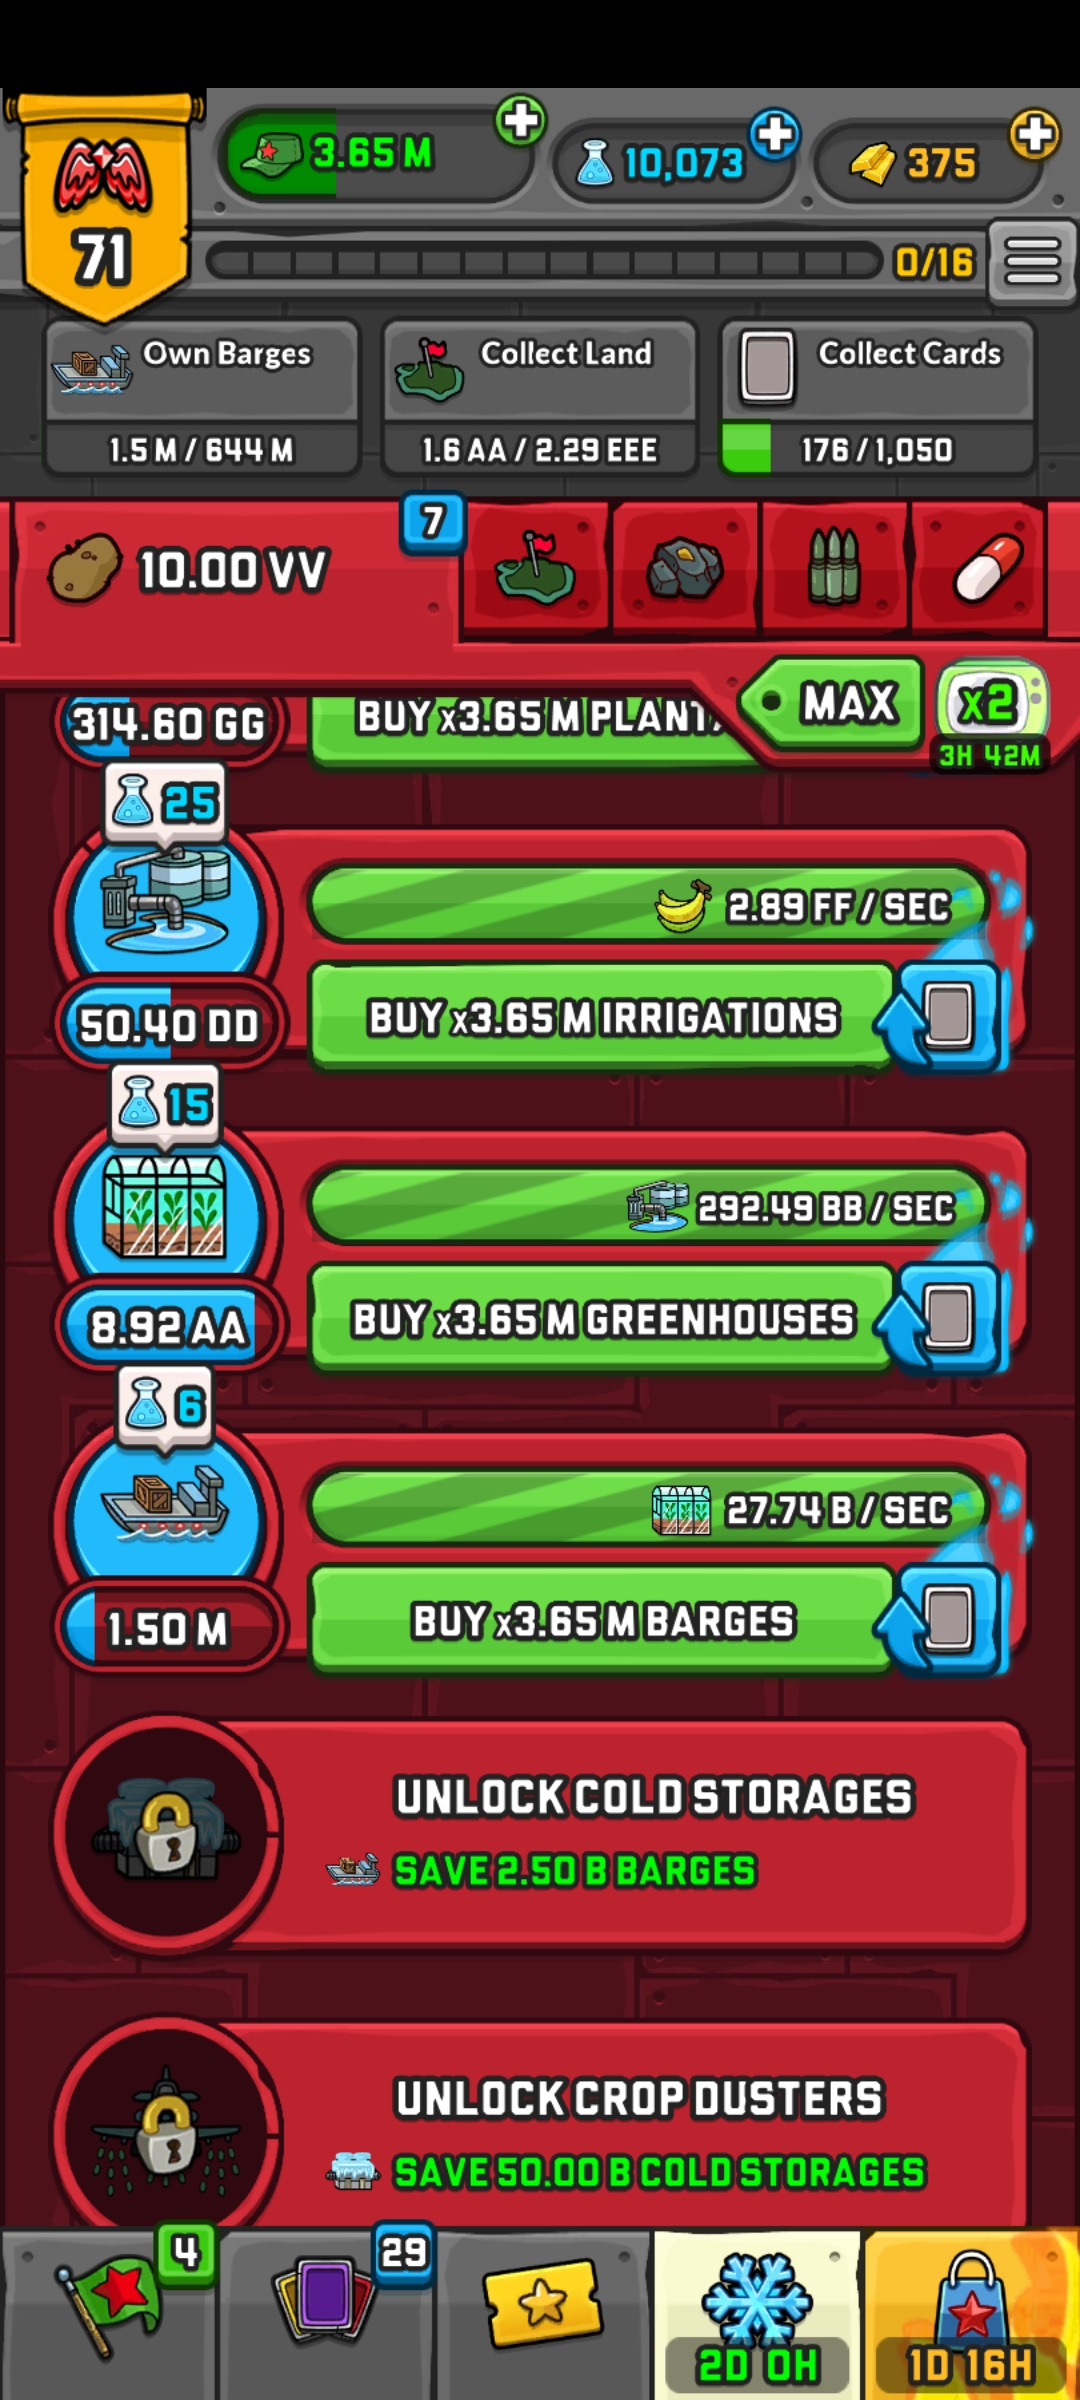 3.65 M
10,073
375
71
0/16
Own Barges
Collect Land
Collect Cards
1.5 M / 644 M
1.6 AA / 2.29 EEE
176 / 1,050
7
10.00 VV
MAX
x2
3H 42M
314.60 GG
BUY x3.65 M
25
2.89 FF / SEC
50.40 DD
BUY x3.65 M IRRIGATIONS
15
292.49 BB / SEC
8.92 AA
BUY x3.65 M GREENHOUSES
6
27.74 B / SEC
1.50 M
BUY x3.65 M BARGES
UNLOCK COLD STORAGES
SAVE 2.50 B BARGES
UNLOCK CROP DUSTERS
SAVE 50.00 B COLD STORAGES
4
29
2D 0H
1D 16H